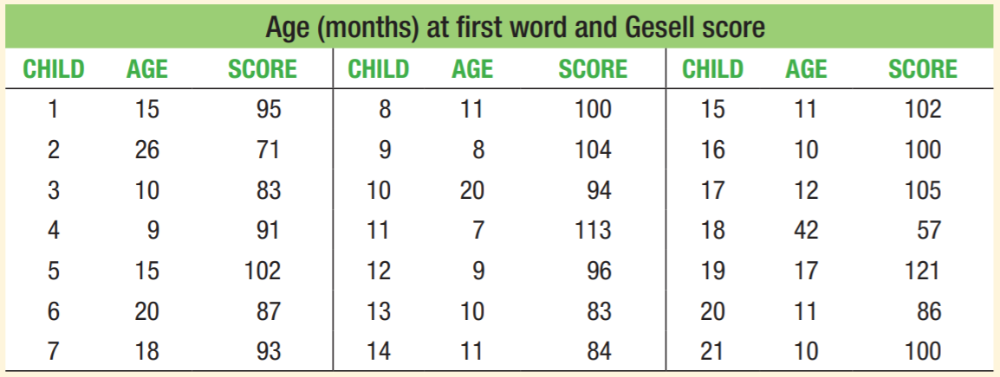 Age (months) at first word and Gesell score
CHILD AGE SCORE CHILD AGE SCORE CHILD AGE SCORE
1 15 95 8 11 100 15 11 102
2 26 71 9 8 104 16 10 100
3 10 83 10 20 94 17 12 105
4 9 91 11 7 113 18 42 57
5 15 102 12 9 96 19 17 121
6 20 87 13 10 83 20 11 86
7 18 93 14 11 84 21 10 100